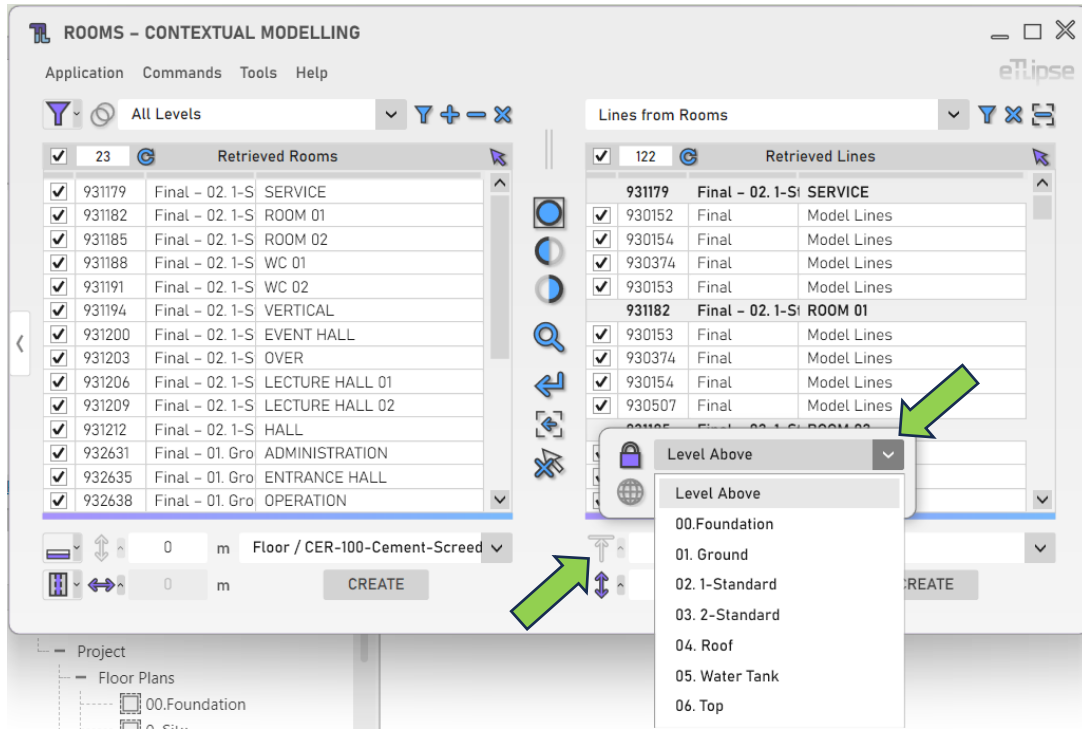 ROOMS – CONTEXTUAL MODELLING
Application Commands Tools Help
eTLipse
All Levels
Lines from Rooms
23 Retrieved Rooms
931179 Final – 02. 1-S SERVICE
931182 Final – 02. 1-S ROOM 01
931185 Final – 02. 1-S ROOM 02
931188 Final – 02. 1-S WC 01
931191 Final – 02. 1-S WC 02
931194 Final – 02. 1-S VERTICAL
931200 Final – 02. 1-S EVENT HALL
931203 Final – 02. 1-S OVER
931206 Final – 02. 1-S LECTURE HALL 01
931209 Final – 02. 1-S LECTURE HALL 02
931212 Final – 02. 1-S HALL
932631 Final – 01. Gro ADMINISTRATION
932635 Final – 01. Gro ENTRANCE HALL
932638 Final – 01. Gro OPERATION
0 m Floor / CER-100-Cement-Screed
0 m CREATE
122 Retrieved Lines
931179 Final – 02. 1-St SERVICE
930152 Final Model Lines
930154 Final Model Lines
930374 Final Model Lines
930153 Final Model Lines
931182 Final – 02. 1-St ROOM 01
930153 Final Model Lines
930374 Final Model Lines
930154 Final Model Lines
930507 Final Model Lines
931185 Final – 02. 1-St ROOM 02
Level Above
Level Above
00.Foundation
01. Ground
02. 1-Standard
03. 2-Standard
04. Roof
05. Water Tank
06. Top
CREATE
Project
Floor Plans
00.Foundation